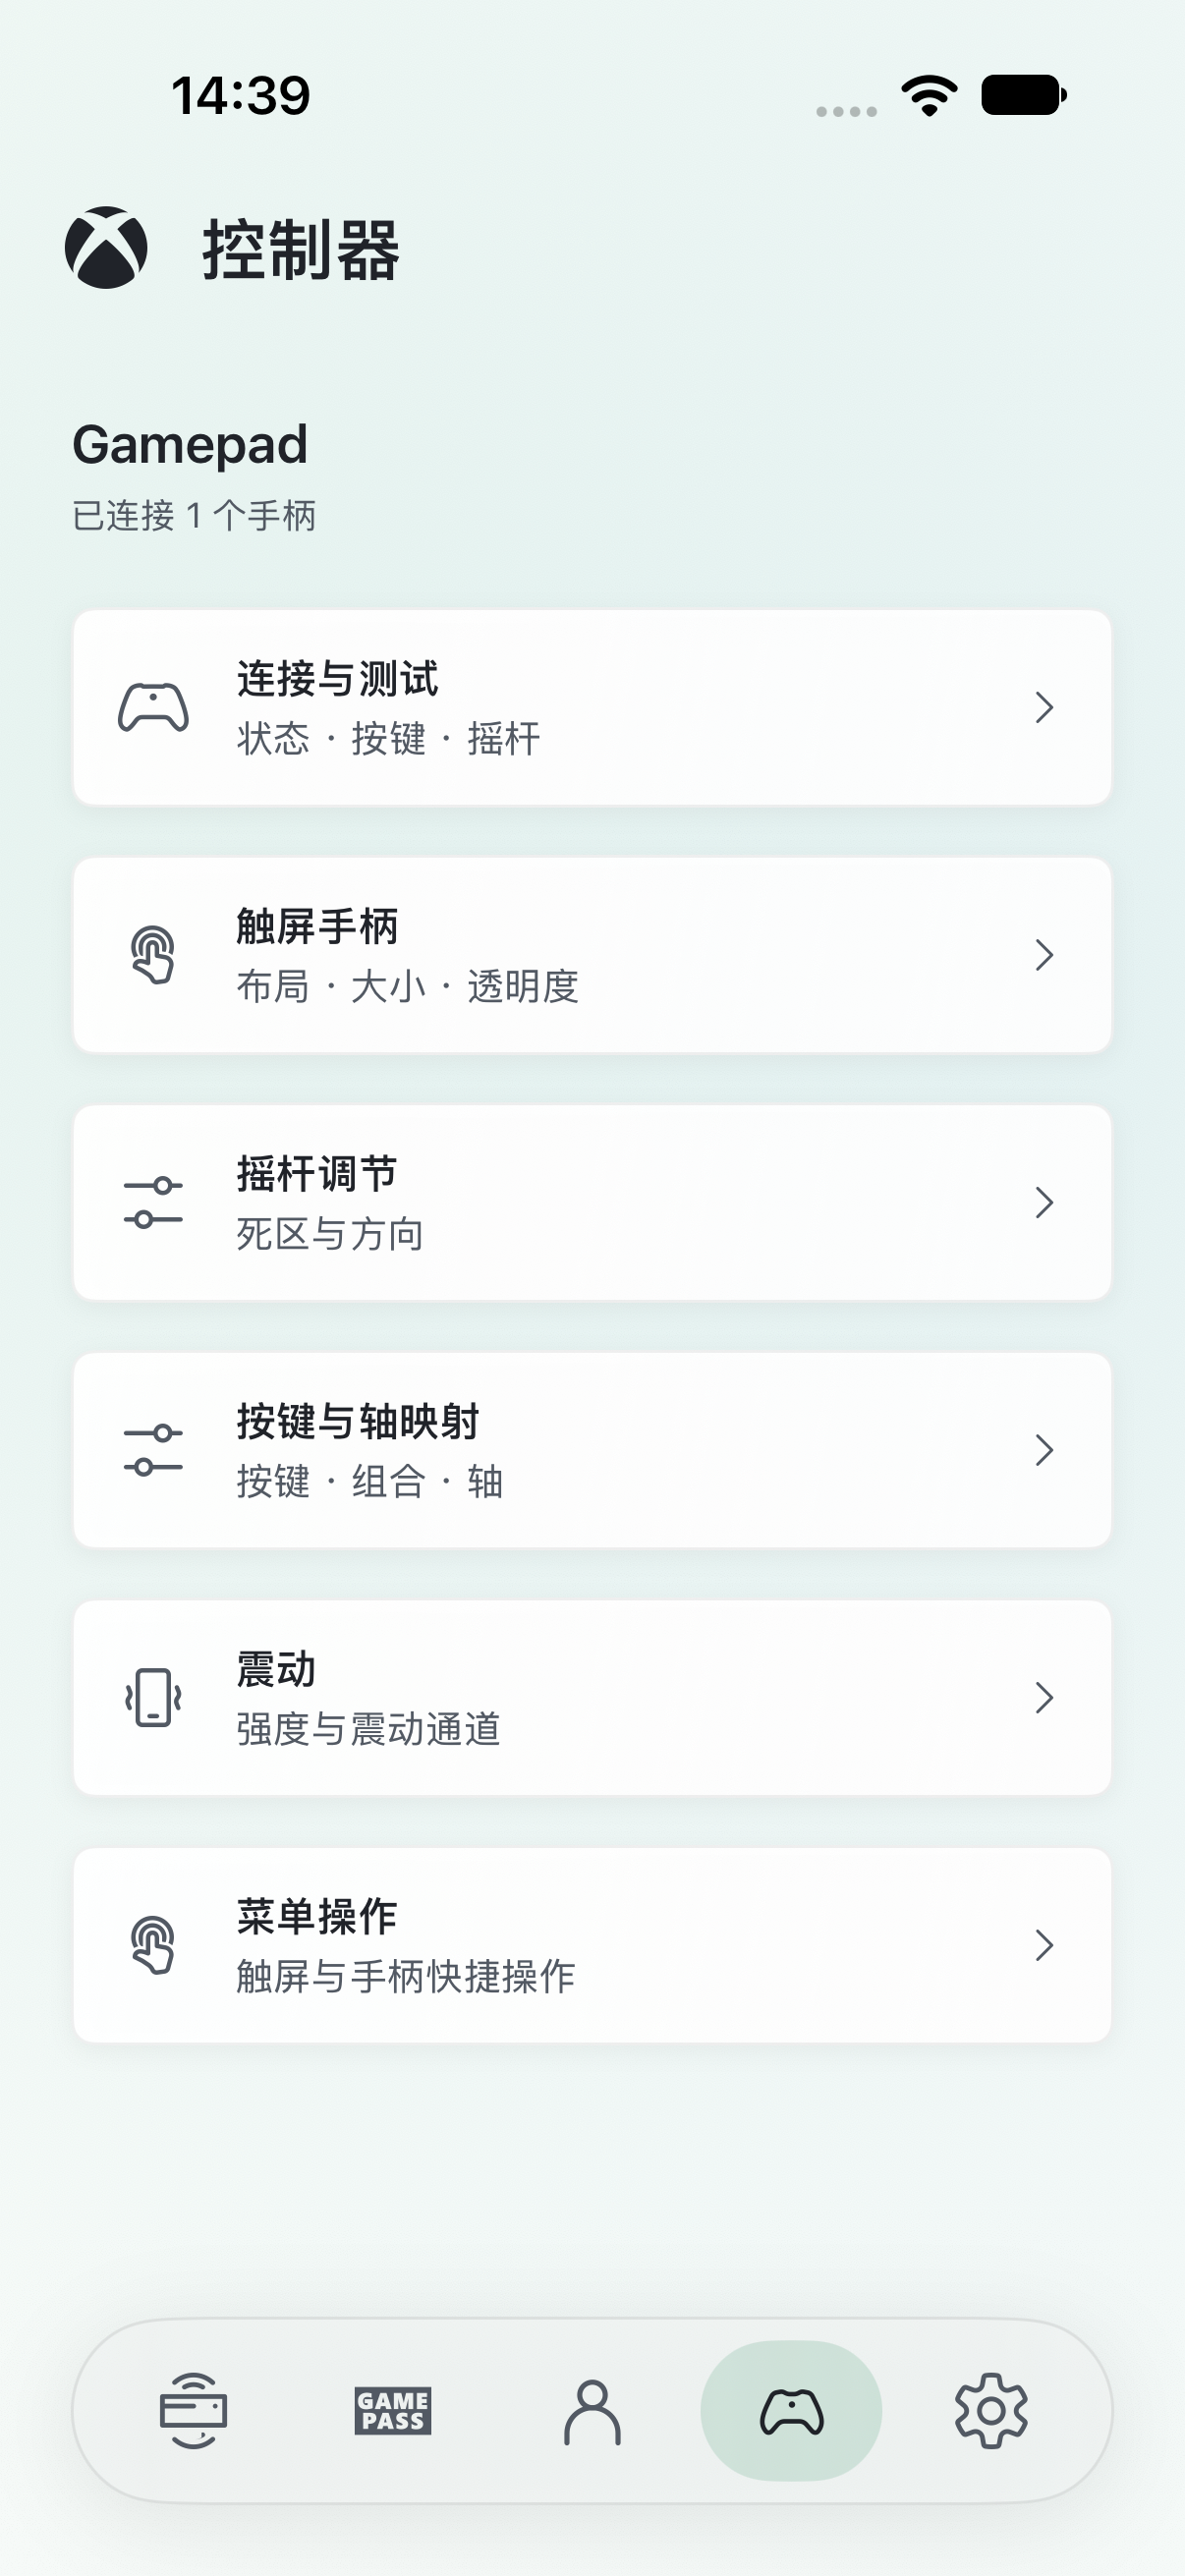 14:39
控制器
Gamepad
已连接 1 个手柄
连接与测试
状态 · 按键 · 摇杆
触屏手柄
布局 · 大小 · 透明度
摇杆调节
死区与方向
按键与轴映射
按键 · 组合 · 轴
震动
强度与震动通道
菜单操作
触屏与手柄快捷操作
GAME
PASS